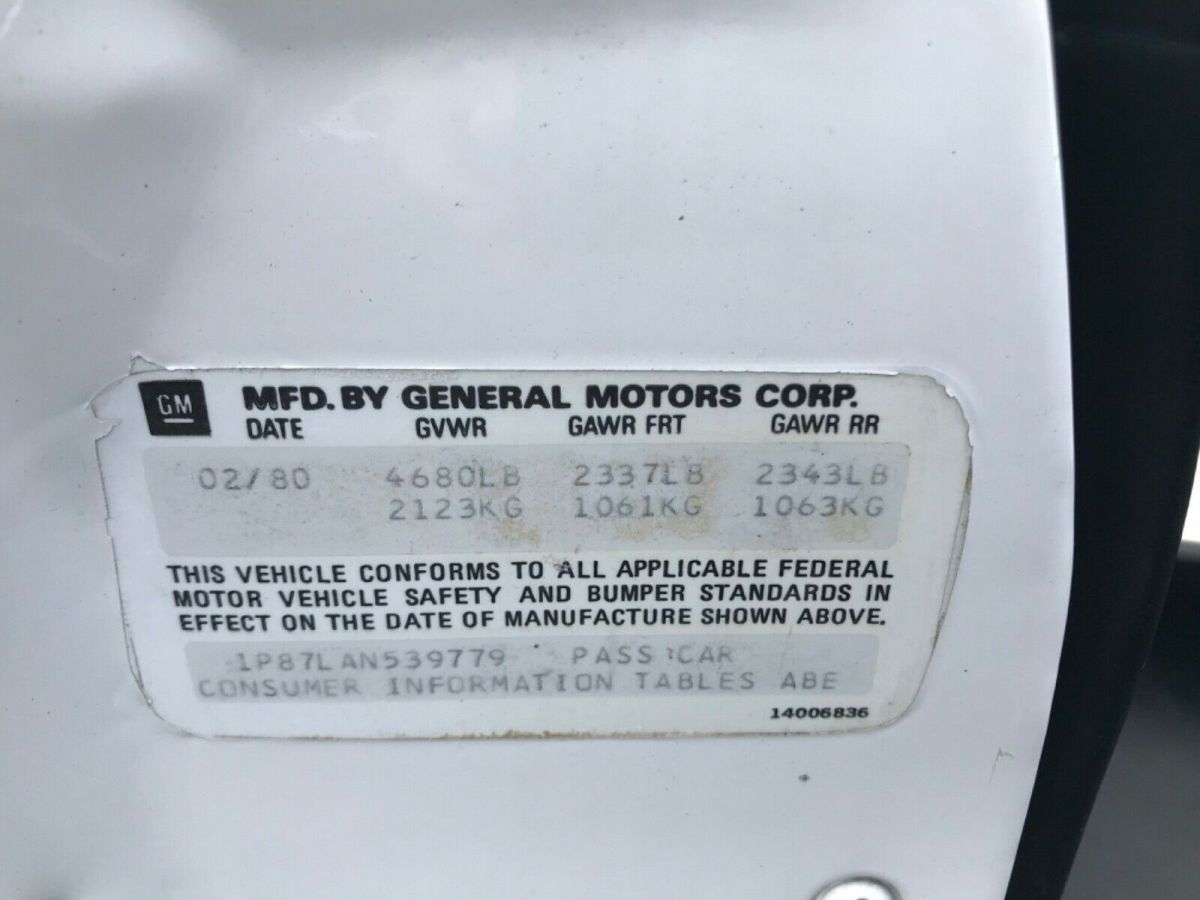 GM MFD. BY GENERAL MOTORS CORP.
DATE GVWR GAWR FRT GAWR RR
02/80 4680LB 2337LB 2343LB
2123KG 1061KG 1063KG
THIS VEHICLE CONFORMS TO ALL APPLICABLE FEDERAL
MOTOR VEHICLE SAFETY AND BUMPER STANDARDS IN
EFFECT ON THE DATE OF MANUFACTURE SHOWN ABOVE.
1P87LAN539779 PASS CAR
CONSUMER INFORMATION TABLES ABE
14006836